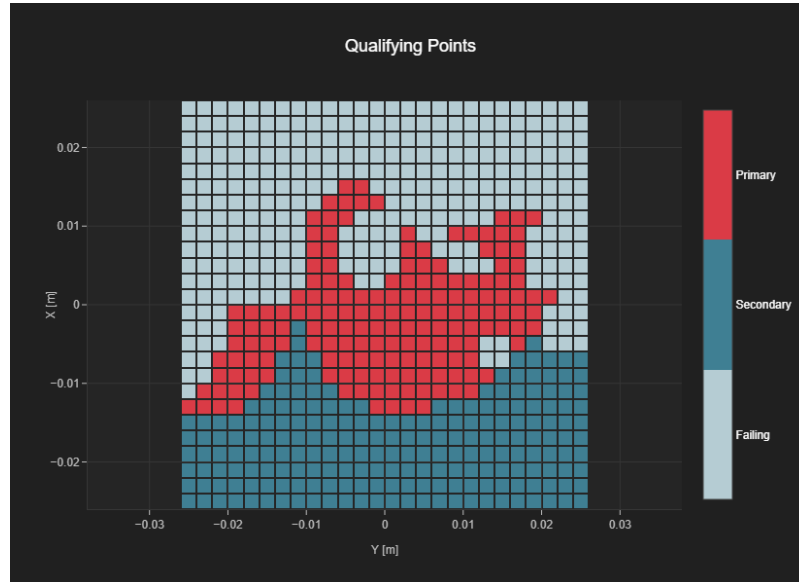 Qualifying Points
Primary
Secondary
Failing
0.02
0.01
0
−0.01
−0.02
X [m]
−0.03
−0.02
−0.01
0
0.01
0.02
0.03
Y [m]